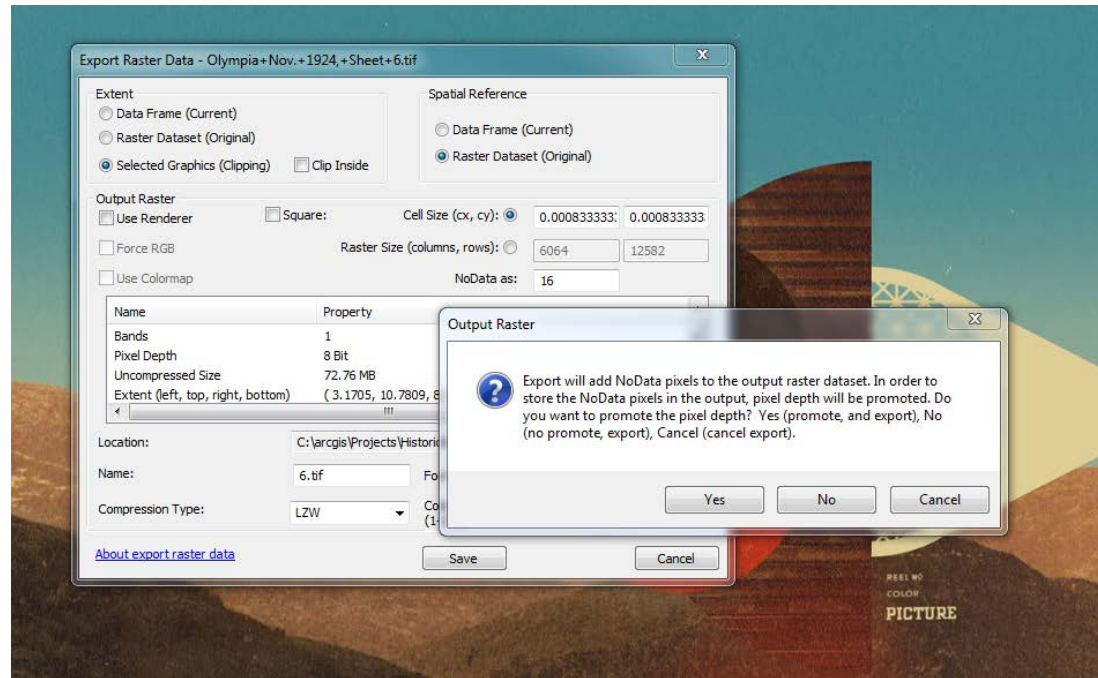 Export Raster Data - Olympia+Nov.+1924,+Sheet+6.tif
Extent
Data Frame (Current)
Raster Dataset (Original)
Selected Graphics (Clipping) Clip Inside
Spatial Reference
Data Frame (Current)
Raster Dataset (Original)
Output Raster
Use Renderer Square: Cell Size (cx, cy): 0.000833333 0.000833333
Force RGB Raster Size (columns, rows): 6064 12582
Use Colormap NoData as: 16
Name Property
Bands 1
Pixel Depth 8 Bit
Uncompressed Size 72.76 MB
Extent (left, top, right, bottom) ( 3.1705, 10.7809, 8
Location: C:\arcgis\Projects\Historic
Name: 6.tif Fo
Compression Type: LZW Co
(1-
About export raster data Save Cancel
Output Raster
Export will add NoData pixels to the output raster dataset. In order to
store the NoData pixels in the output, pixel depth will be promoted. Do
you want to promote the pixel depth? Yes (promote, and export), No
(no promote, export), Cancel (cancel export).
Yes No Cancel
REEL NO
COLOR
PICTURE